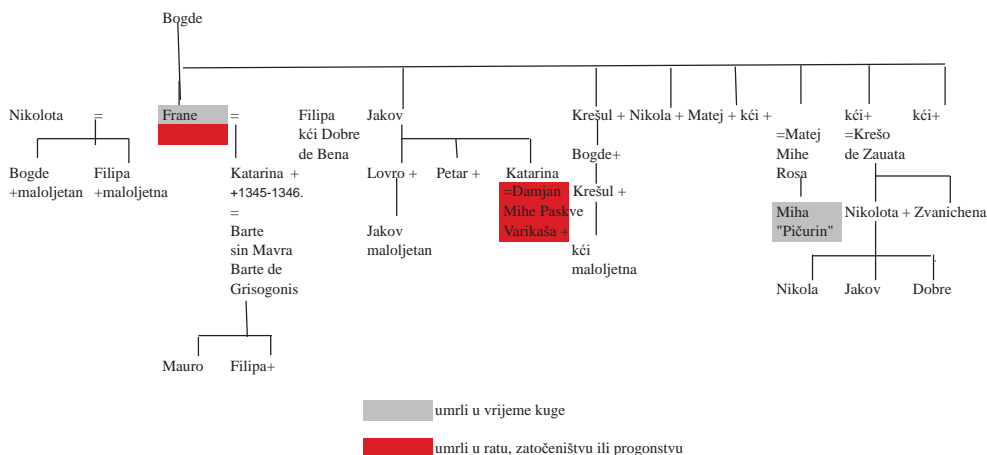 Bogde
Nikolota = Frane = Filipa Jakov Krešul + Nikola + Matej + kći + kći+ kći+
kći Dobre =Matej =Krešo
de Bena Mihe de Zauata
Bogde+
Bogde Filipa Katarina + Lovro + Petar + Katarina Rosa
+maloljetan +maloljetna +1345-1346. =Damjan Krešul +
= Mihe Paskve Miha Nikolota + Zvanichena
Barte Jakov Varikaša + "Pičurin"
sin Mavra maloljetan kći
Barte de maloljetna
Grisogonis Nikola Jakov Dobre
Mauro Filipa+
umrli u vrijeme kuge
umrli u ratu, zatočeništvu ili progonstvu